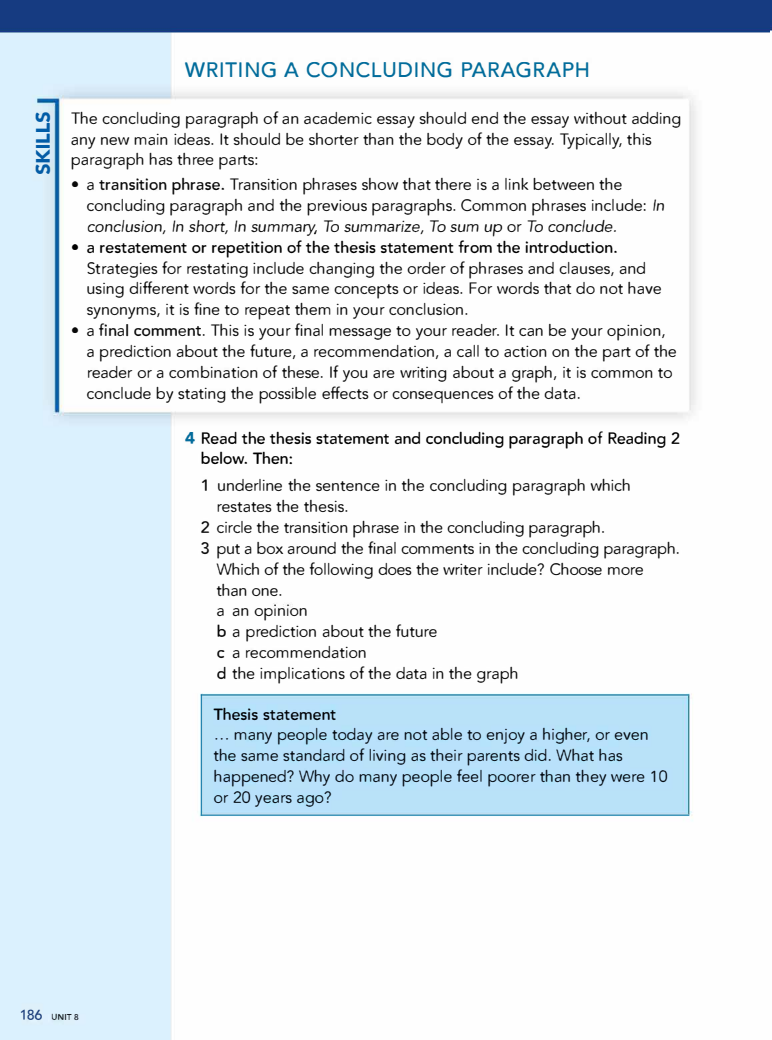 WRITING A CONCLUDING PARAGRAPH
SKILLS
The concluding paragraph of an academic essay should end the essay without adding
any new main ideas. It should be shorter than the body of the essay. Typically, this
paragraph has three parts:
• a transition phrase. Transition phrases show that there is a link between the
concluding paragraph and the previous paragraphs. Common phrases include: In
conclusion, In short, In summary, To summarize, To sum up or To conclude.
• a restatement or repetition of the thesis statement from the introduction.
Strategies for restating include changing the order of phrases and clauses, and
using different words for the same concepts or ideas. For words that do not have
synonyms, it is fine to repeat them in your conclusion.
• a final comment. This is your final message to your reader. It can be your opinion,
a prediction about the future, a recommendation, a call to action on the part of the
reader or a combination of these. If you are writing about a graph, it is common to
conclude by stating the possible effects or consequences of the data.
4 Read the thesis statement and concluding paragraph of Reading 2
below. Then:
1 underline the sentence in the concluding paragraph which
restates the thesis.
2 circle the transition phrase in the concluding paragraph.
3 put a box around the final comments in the concluding paragraph.
Which of the following does the writer include? Choose more
than one.
a an opinion
b a prediction about the future
c a recommendation
d the implications of the data in the graph
Thesis statement
… many people today are not able to enjoy a higher, or even
the same standard of living as their parents did. What has
happened? Why do many people feel poorer than they were 10
or 20 years ago?
186 UNIT 8